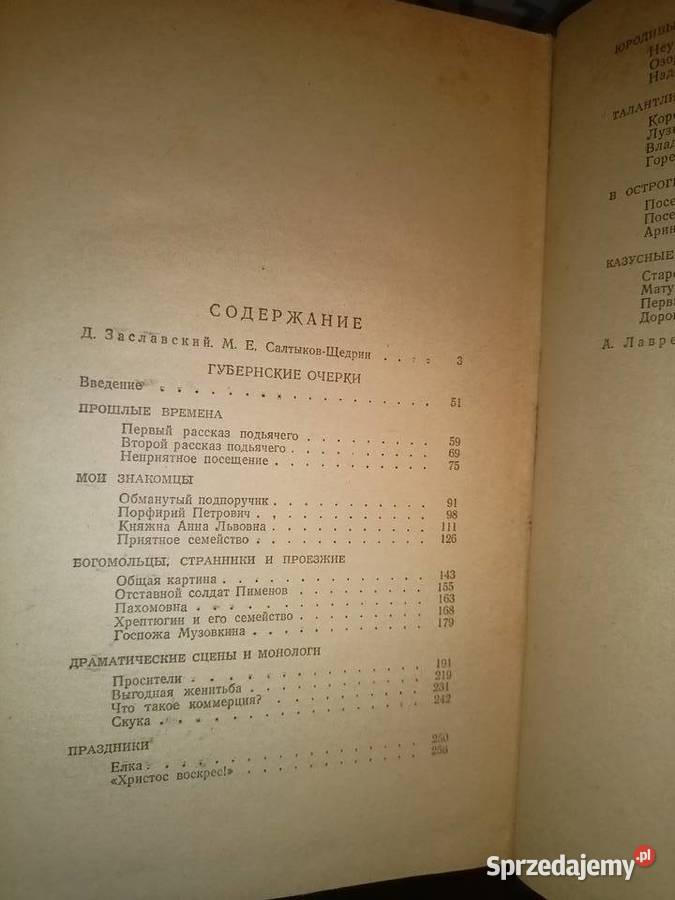 СОДЕРЖАНИЕ
Д. Заславский. М. Е. Салтыков-Щедрин . . . . 3
ГУБЕРНСКИЕ ОЧЕРКИ
Введение . . . . . . . . . . . . . . . . 51
ПРОШЛЫЕ ВРЕМЕНА
Первый рассказ подьячего . . . . . . . . . 59
Второй рассказ подьячего . . . . . . . . . 69
Неприятное посещение . . . . . . . . . . 75
МОИ ЗНАКОМЦЫ
Обманутый подпоручик . . . . . . . . . . 91
Порфирий Петрович . . . . . . . . . . . 98
Княжна Анна Львовна . . . . . . . . . . 111
Приятное семейство . . . . . . . . . . . 126
БОГОМОЛЬЦЫ, СТРАННИКИ И ПРОЕЗЖИЕ
Общая картина . . . . . . . . . . . . . 143
Отставной солдат Пименов . . . . . . . . 155
Пахомовна . . . . . . . . . . . . . . . 163
Хрептюгин и его семейство . . . . . . . . 168
Госпожа Музовкина . . . . . . . . . . . 179
ДРАМАТИЧЕСКИЕ СЦЕНЫ И МОНОЛОГИ
Просители . . . . . . . . . . . . . . . 191
Выгодная женитьба . . . . . . . . . . . 219
Что такое коммерция? . . . . . . . . . . 231
Скука . . . . . . . . . . . . . . . . . 242
ПРАЗДНИКИ
Елка . . . . . . . . . . . . . . . . . 250
«Христос воскрес!» . . . . . . . . . . . 256
В ОСТРОГЕ
КАЗУСНЫЕ
А. Лавре
Sprzedajemy.pl